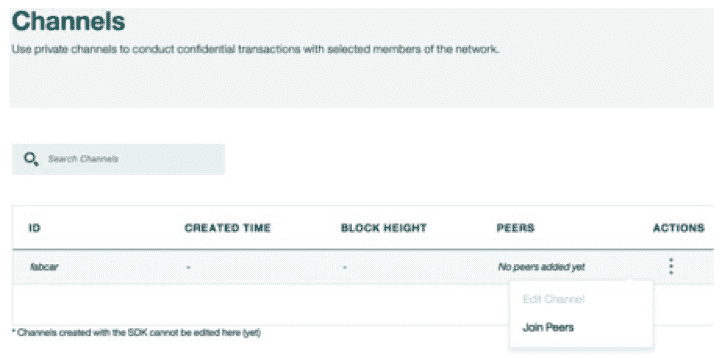 Channels
Use private channels to conduct confidential transactions with selected members of the network.
Search Channels
ID CREATED TIME BLOCK HEIGHT PEERS ACTIONS
fabcar - - No peers added yet
Edit Channel
Join Peers
* Channels created with the SDK cannot be edited here (yet)